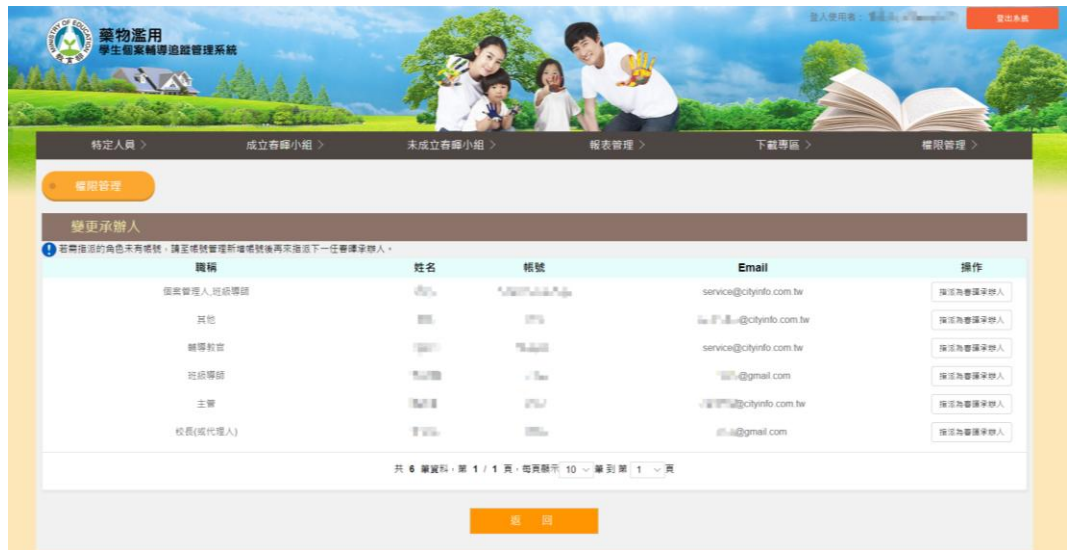 MINISTRY OF EDUCATION
教育部
藥物濫用
學生個案輔導追蹤管理系統
登入使用者：
登出系統
特定人員 > 成立春暉小組 > 未成立春暉小組 > 報表管理 > 下載專區 > 權限管理 >
權限管理
變更承辦人
若需指派的角色未有帳號，請至帳號管理新增帳號後再來指派下一任春暉承辦人。
職稱 姓名 帳號 Email 操作
個案管理人,班級導師 service@cityinfo.com.tw 指派為春暉承辦人
其他 @cityinfo.com.tw 指派為春暉承辦人
輔導教官 service@cityinfo.com.tw 指派為春暉承辦人
班級導師 @gmail.com 指派為春暉承辦人
主管 @cityinfo.com.tw 指派為春暉承辦人
校長(或代理人) @gmail.com 指派為春暉承辦人
共 6 筆資料，第 1 / 1 頁，每頁顯示 10 筆 到 第 1 頁
返 回